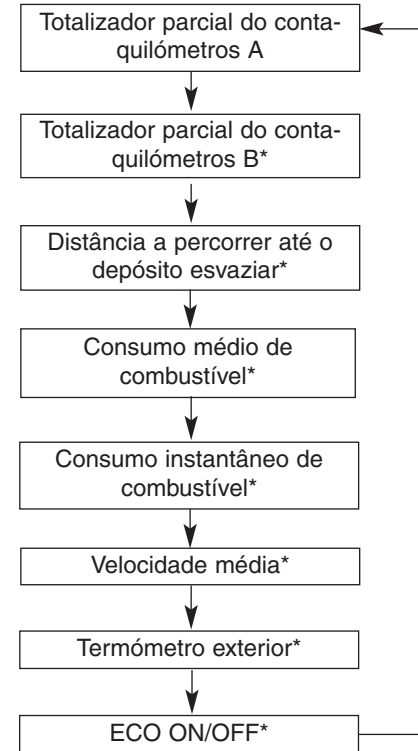 Totalizador parcial do conta-
quilómetros A
Totalizador parcial do conta-
quilómetros B*
Distância a percorrer até o
depósito esvaziar*
Consumo médio de
combustível*
Consumo instantâneo de
combustível*
Velocidade média*
Termómetro exterior*
ECO ON/OFF*